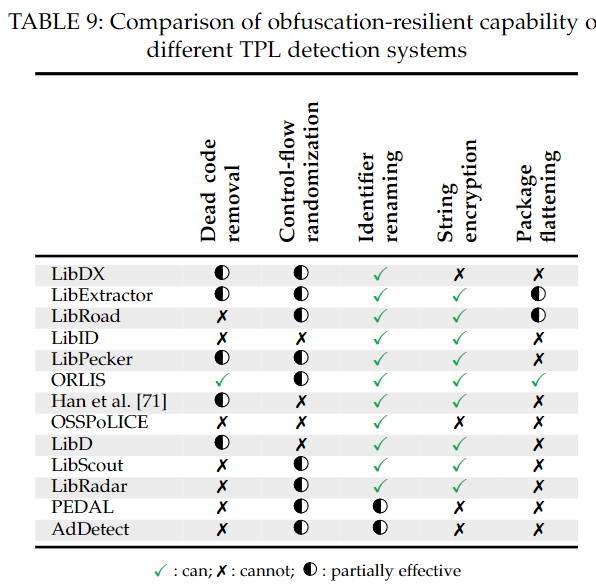 TABLE 9: Comparison of obfuscation-resilient capability o
different TPL detection systems
Dead code removal Control-flow randomization Identifier renaming String encryption Package flattening
LibDX ◐ ◐ ✓ ✗ ✗
LibExtractor ◐ ◐ ✓ ✓ ◐
LibRoad ✗ ◐ ✓ ✓ ◐
LibID ✗ ✗ ✓ ✓ ✗
LibPecker ◐ ◐ ✓ ✓ ✗
ORLIS ✓ ◐ ✓ ✓ ✓
Han et al. [71] ◐ ✗ ✓ ✓ ✗
OSSPoLICE ✗ ✗ ✓ ✗ ✗
LibD ◐ ✗ ✓ ✓ ✗
LibScout ✗ ◐ ✓ ✓ ✗
LibRadar ✗ ◐ ✓ ✓ ✗
PEDAL ✗ ◐ ◐ ✗ ✗
AdDetect ✗ ◐ ◐ ✗ ✗
✓ : can; ✗ : cannot; ◐ : partially effective